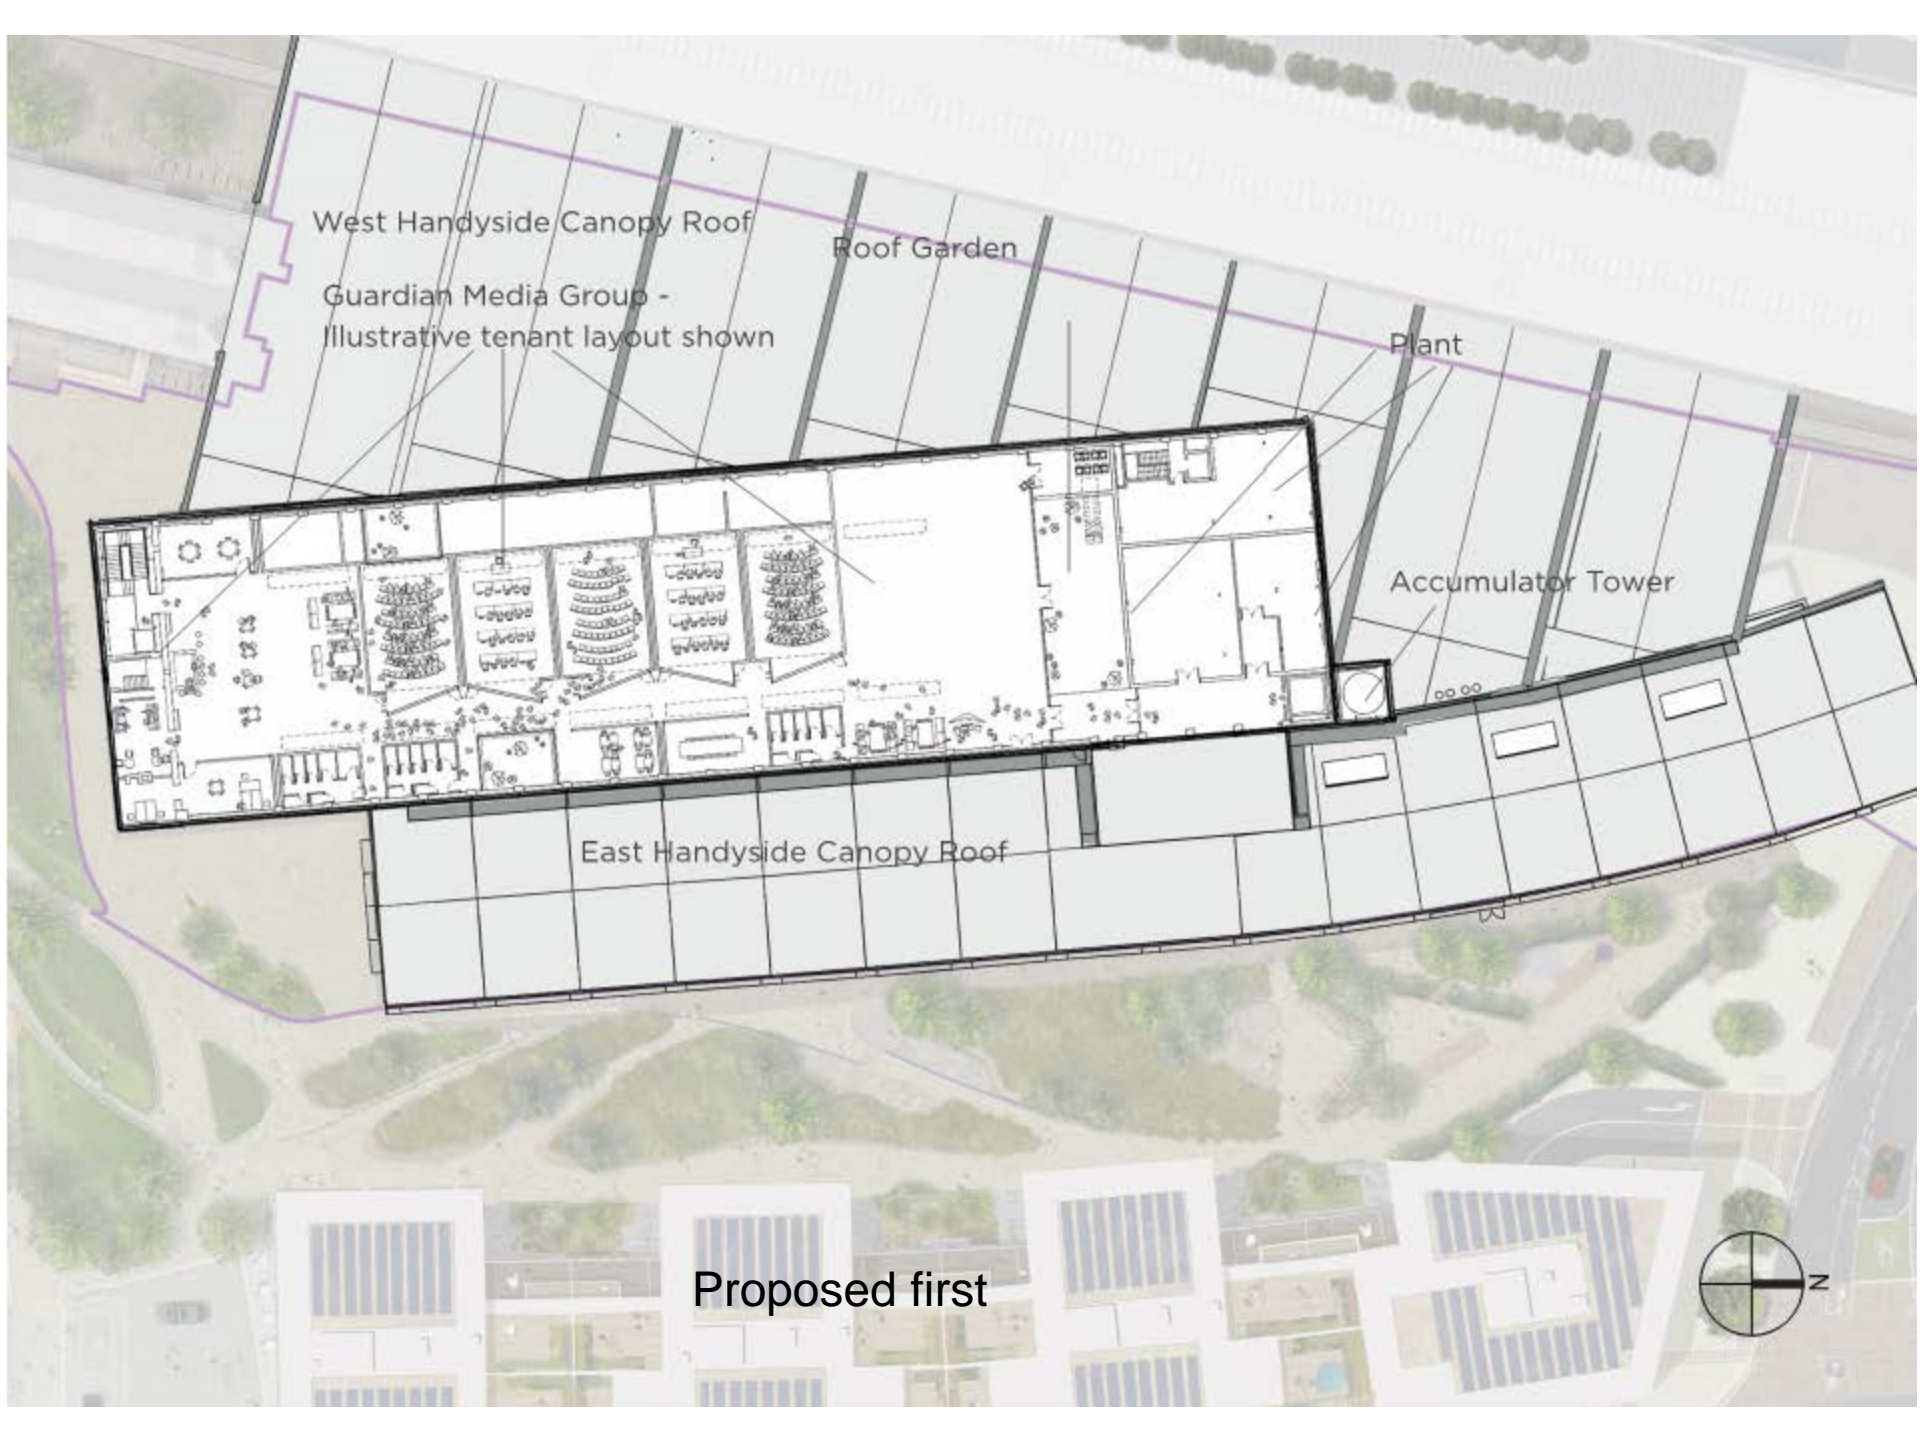 West Handyside Canopy Roof
Roof Garden
Guardian Media Group -
Illustrative tenant layout shown
Plant
Accumulator Tower
East Handyside Canopy Roof
Proposed first
N